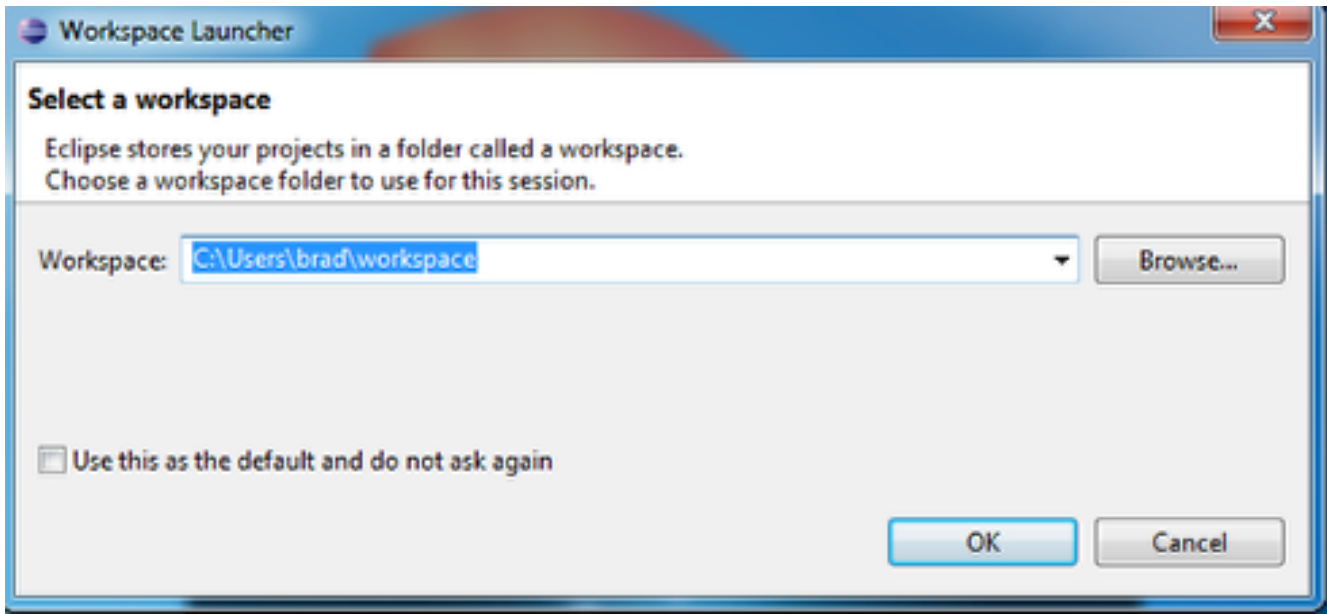 Workspace Launcher
Select a workspace
Eclipse stores your projects in a folder called a workspace.
Choose a workspace folder to use for this session.
Workspace: C:\Users\brad\workspace Browse...
Use this as the default and do not ask again
OK Cancel